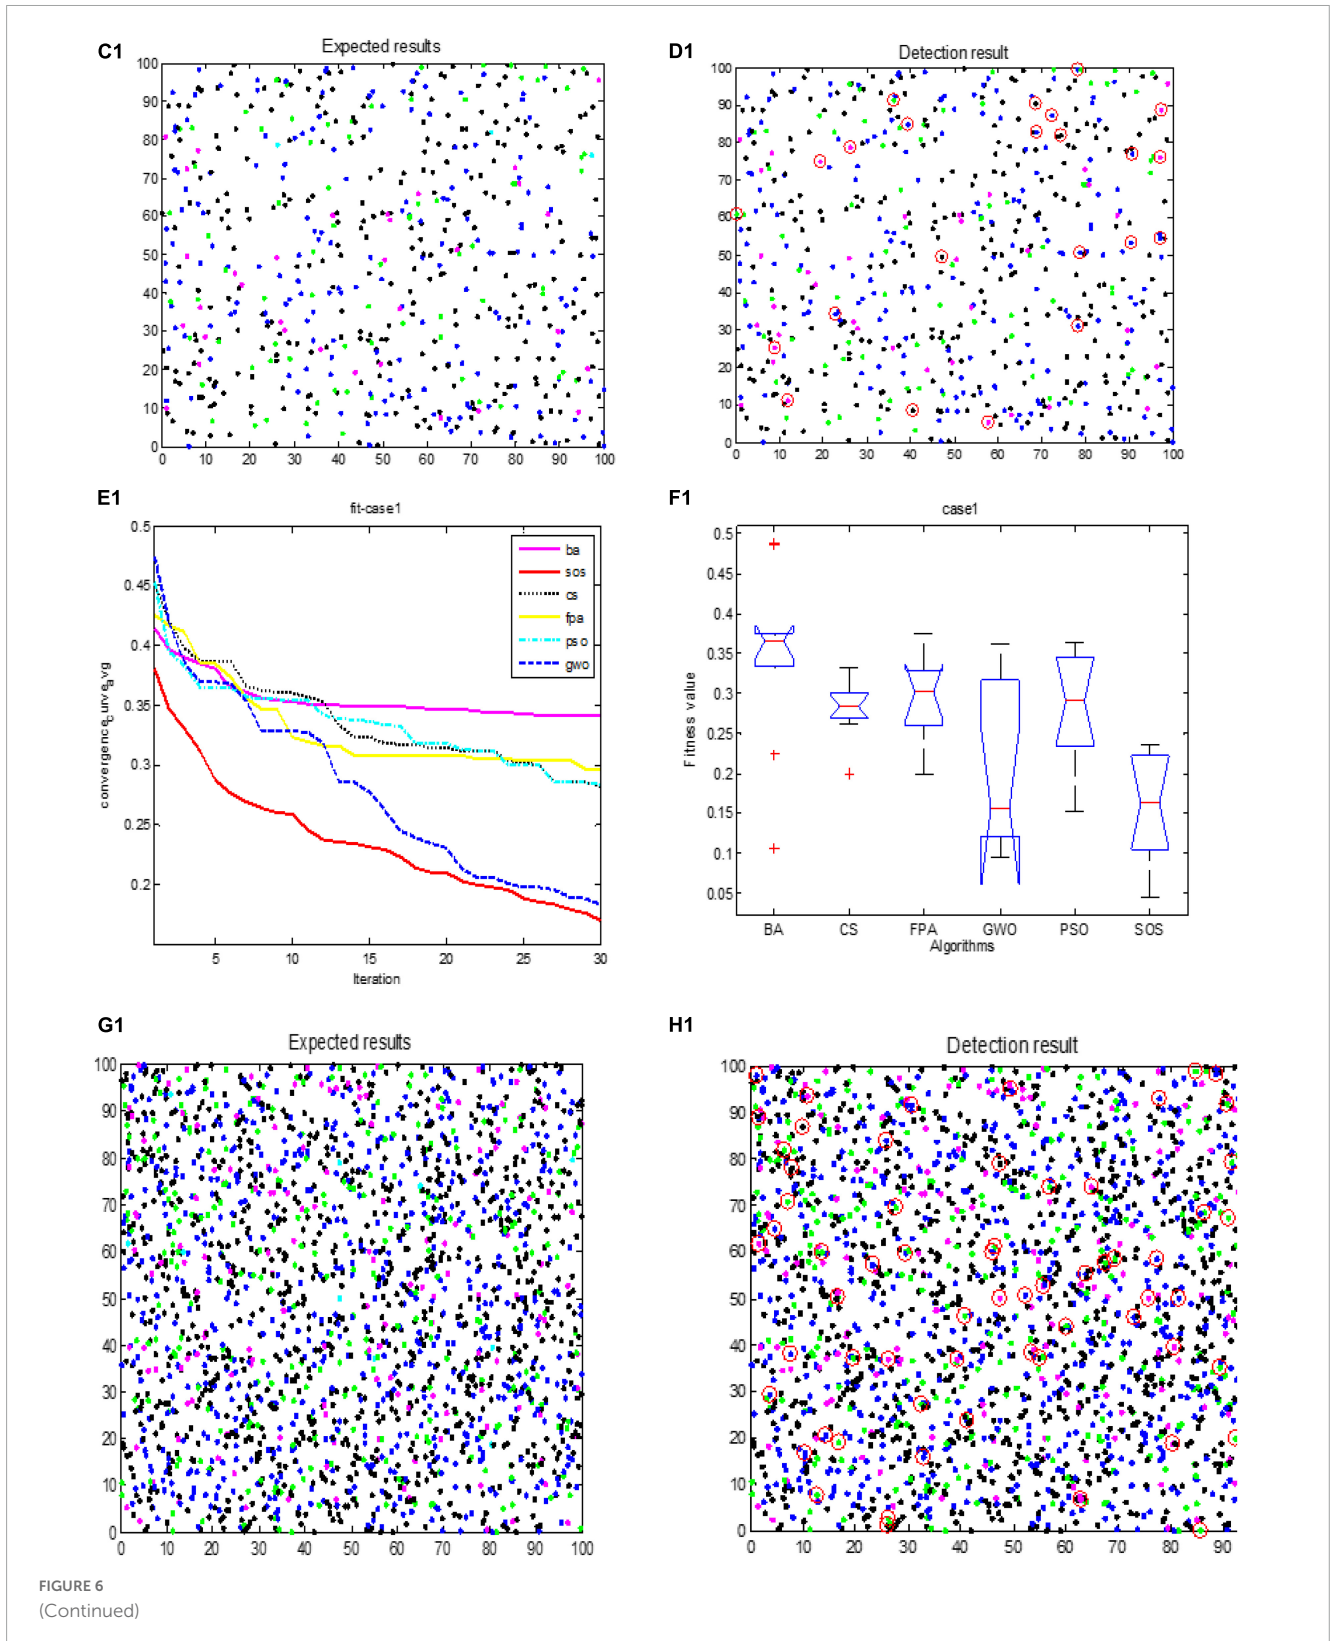 C1
Expected results
100
90
80
70
60
50
40
30
20
10
0
0 10 20 30 40 50 60 70 80 90 100
D1
Detection result
100
90
80
70
60
50
40
30
20
10
0
0 10 20 30 40 50 60 70 80 90 100
E1
fit-case1
convergence_curve_avg
0.5
0.45
0.4
0.35
0.3
0.25
0.2
ba
sos
cs
fpa
pso
gwo
5 10 15 20 25 30
Iteration
F1
case1
Fitness value
0.5
0.45
0.4
0.35
0.3
0.25
0.2
0.15
0.1
0.05
BA CS FPA GWO PSO SOS
Algorithms
G1
Expected results
100
90
80
70
60
50
40
30
20
10
0
0 10 20 30 40 50 60 70 80 90 100
H1
Detection result
100
90
80
70
60
50
40
30
20
10
0
0 10 20 30 40 50 60 70 80 90
FIGURE 6
(Continued)